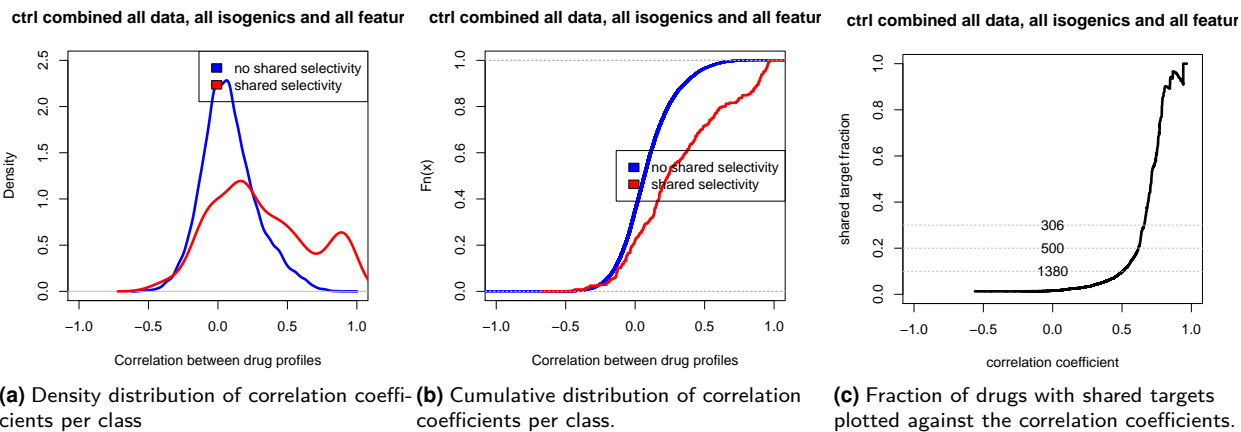 ctrl combined all data, all isogenics and all featur
Density
0.0 0.5 1.0 1.5 2.0 2.5
no shared selectivity
shared selectivity
−1.0 −0.5 0.0 0.5 1.0
Correlation between drug profiles
(a) Density distribution of correlation coeffi-
cients per class
ctrl combined all data, all isogenics and all featur
Fn(x)
0.0 0.2 0.4 0.6 0.8 1.0
no shared selectivity
shared selectivity
−1.0 −0.5 0.0 0.5 1.0
Correlation between drug profiles
(b) Cumulative distribution of correlation
coefficients per class.
ctrl combined all data, all isogenics and all featur
shared target fraction
0.0 0.2 0.4 0.6 0.8 1.0
306
500
1380
−1.0 −0.5 0.0 0.5 1.0
correlation coefficient
(c) Fraction of drugs with shared targets
plotted against the correlation coefficients.